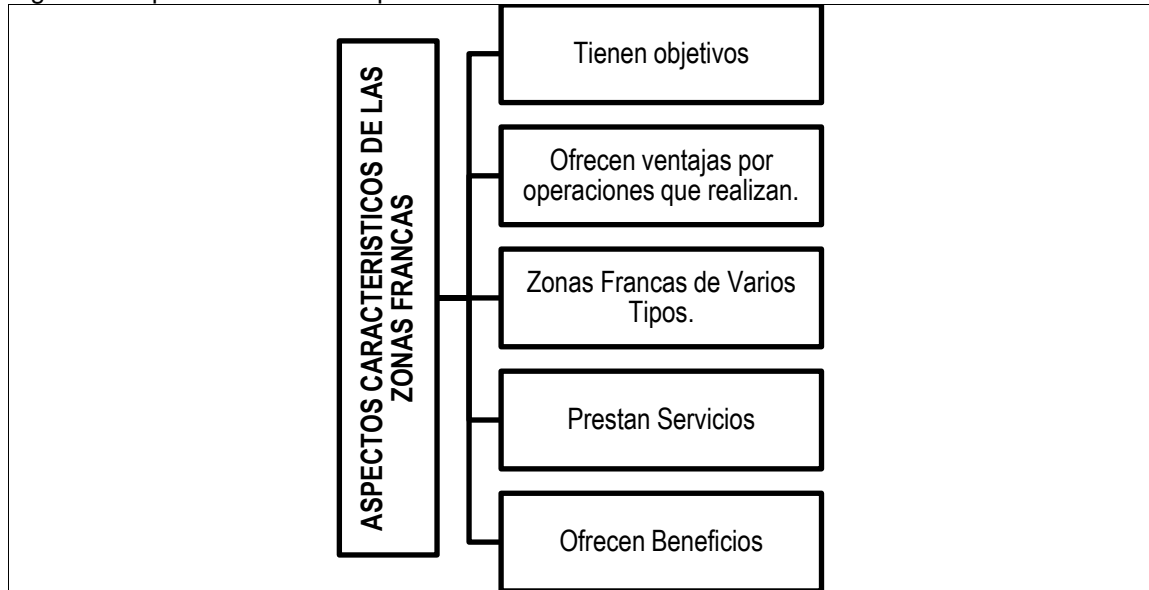 ASPECTOS CARACTERISTICOS DE LAS
ZONAS FRANCAS
Tienen objetivos
Ofrecen ventajas por
operaciones que realizan.
Zonas Francas de Varios
Tipos.
Prestan Servicios
Ofrecen Beneficios